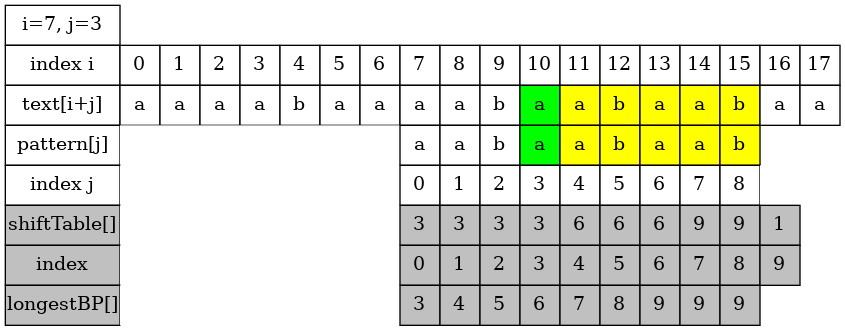 i=7, j=3
index i 0 1 2 3 4 5 6 7 8 9 10 11 12 13 14 15 16 17
text[i+j] a a a a b a a a a b a a b a a b a a
pattern[j] a a b a a b a a b
index j 0 1 2 3 4 5 6 7 8
shiftTable[] 3 3 3 3 6 6 6 9 9 1
index 0 1 2 3 4 5 6 7 8 9
longestBP[] 3 4 5 6 7 8 9 9 9